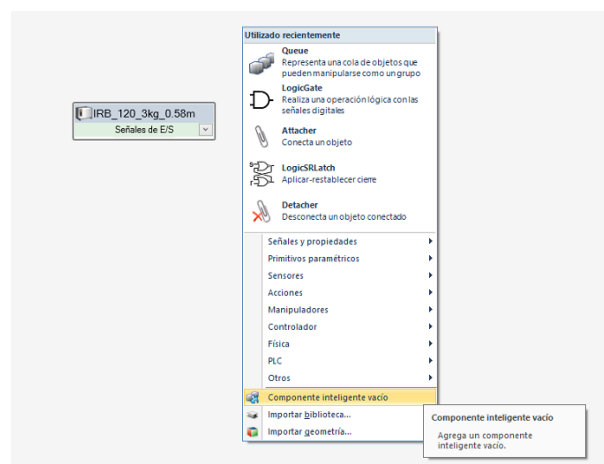 Utilizado recientemente
Queue
Representa una cola de objetos que
pueden manipularse como un grupo
LogicGate
Realiza una operación lógica con las
señales digitales
Attacher
Conecta un objeto
LogicSRLatch
Aplicar-restablecer cierre
Detacher
Desconecta un objeto conectado
IRB_120_3kg_0.58m
Señales de E/S
Señales y propiedades
Primitivos paramétricos
Sensores
Acciones
Manipuladores
Controlador
Física
PLC
Otros
Componente inteligente vacío
Importar biblioteca...
Importar geometría...
Componente inteligente vacío
Agrega un componente
inteligente vacío.